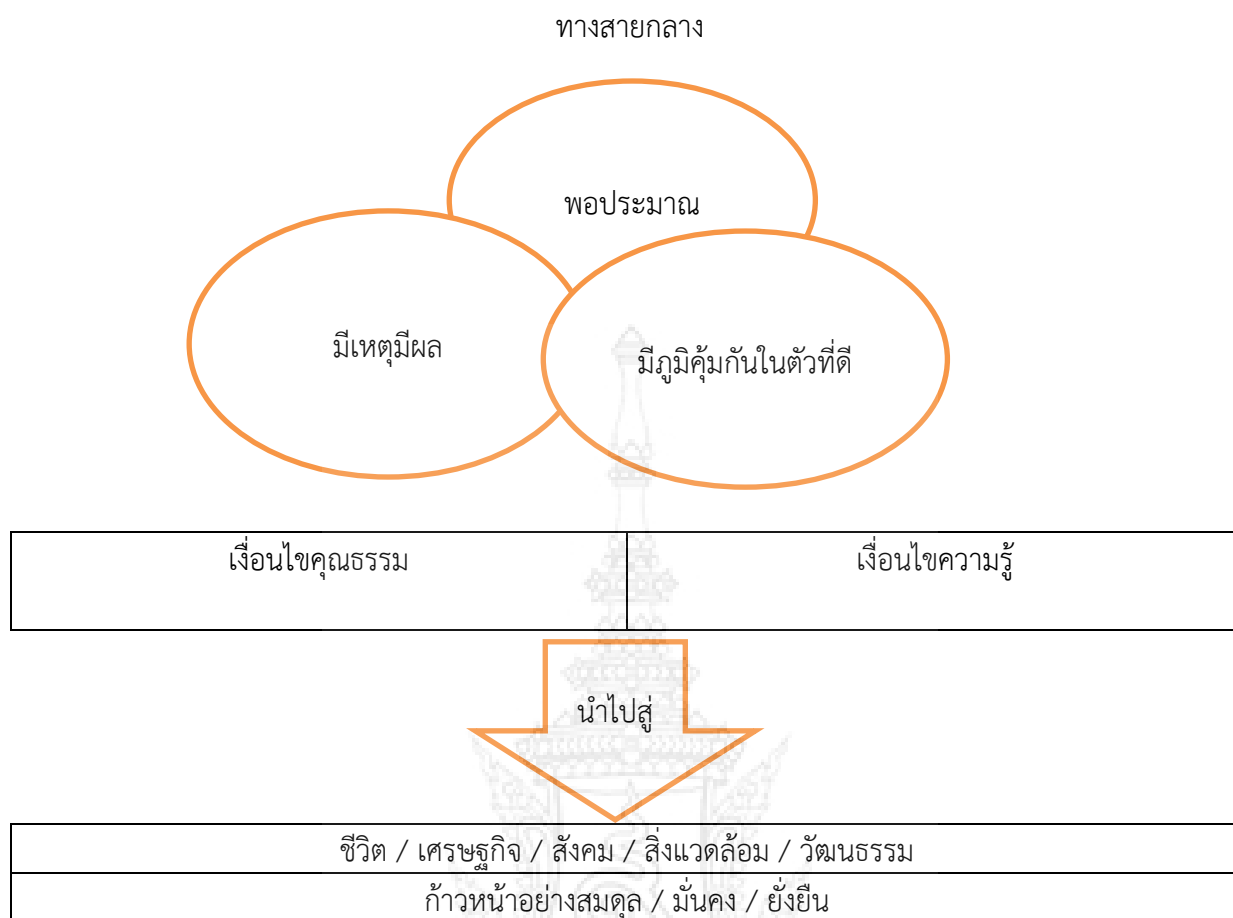 ทางสายกลาง
พอประมาณ
มีเหตุมีผล
มีภูมิคุ้มกันในตัวที่ดี
เงื่อนไขคุณธรรม
เงื่อนไขความรู้
นำไปสู่
ชีวิต / เศรษฐกิจ / สังคม / สิ่งแวดล้อม / วัฒนธรรม
ก้าวหน้าอย่างสมดุล / มั่นคง / ยั่งยืน